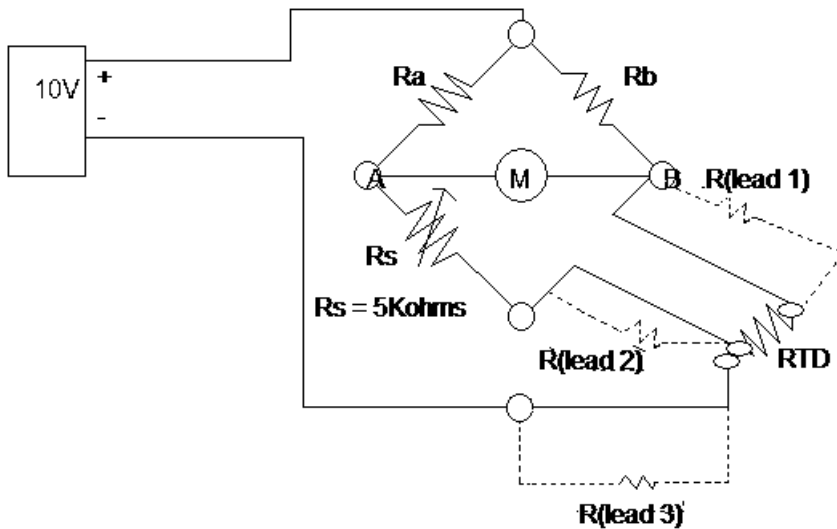 Ra
Rb
10V
+
-
A
M
B
R(lead 1)
Rs
Rs = 5Kohms
R(lead 2)
RTD
R(lead 3)